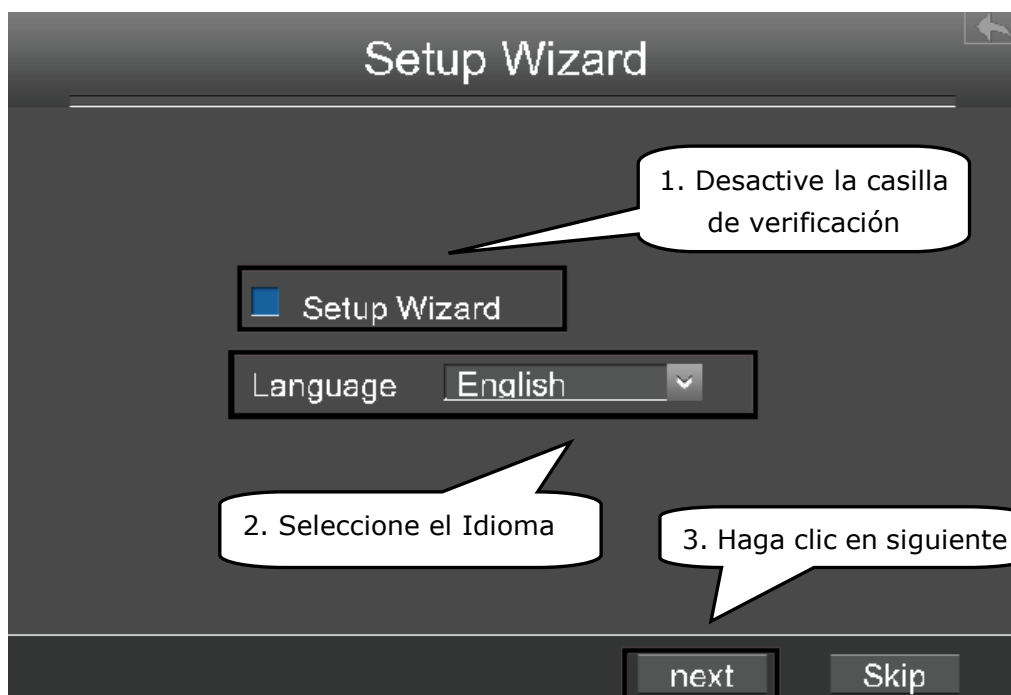 Setup Wizard
1. Desactive la casilla
de verificación
Setup Wizard
Language English
2. Seleccione el Idioma
3. Haga clic en siguiente
next Skip